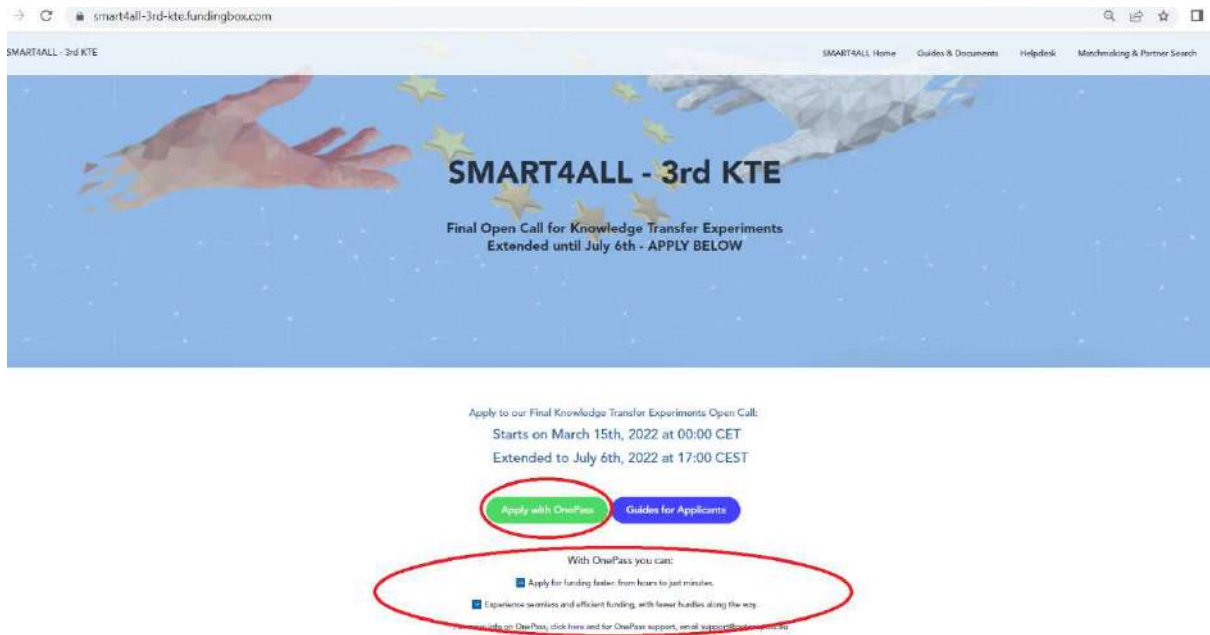 smart4all-3rd-kte.fundingbox.com
SMART4ALL - 3rd KTE
SMART4ALL Home Guides & Documents Helpdesk Matchmaking & Partner Search
SMART4ALL - 3rd KTE
Final Open Call for Knowledge Transfer Experiments
Extended until July 6th - APPLY BELOW
Apply to our Final Knowledge Transfer Experiments Open Call:
Starts on March 15th, 2022 at 00:00 CET
Extended to July 6th, 2022 at 17:00 CEST
Apply with OnePass Guides for Applicants
With OnePass you can:
Apply for funding faster: from hours to just minutes.
Experience seamless and efficient funding, with fewer hurdles along the way.
info on OnePass, click here and for OnePass support, email